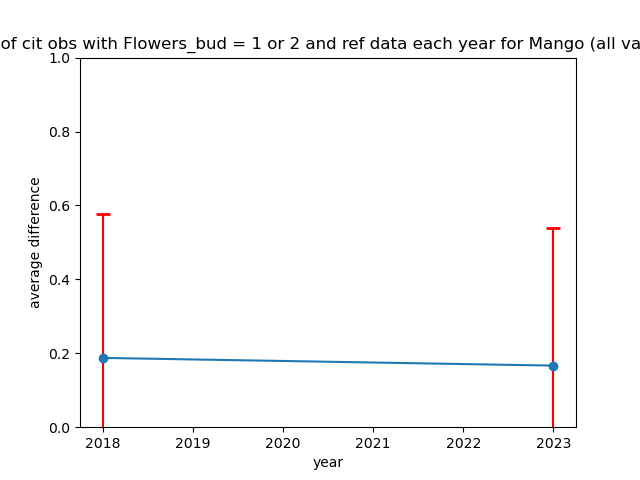 of cit obs with Flowers_bud = 1 or 2 and ref data each year for Mango (all va
1.0
0.8
0.6
0.4
0.2
0.0
average difference
2018 2019 2020 2021 2022 2023
year